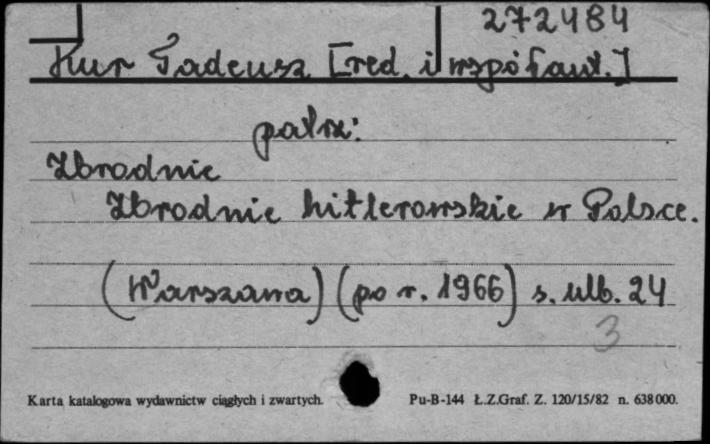 272484
Kur Tadeusz [red. i współaut.]
patrz:
Zbrodnie
Zbrodnie hitlerowskie w Polsce.
(Warszawa) (po r. 1966) s. nlb. 24
3
Karta katalogowa wydawnictw ciągłych i zwartych. Pu-B-144 Ł.Z.Graf. Z. 120/15/82 n. 638000.